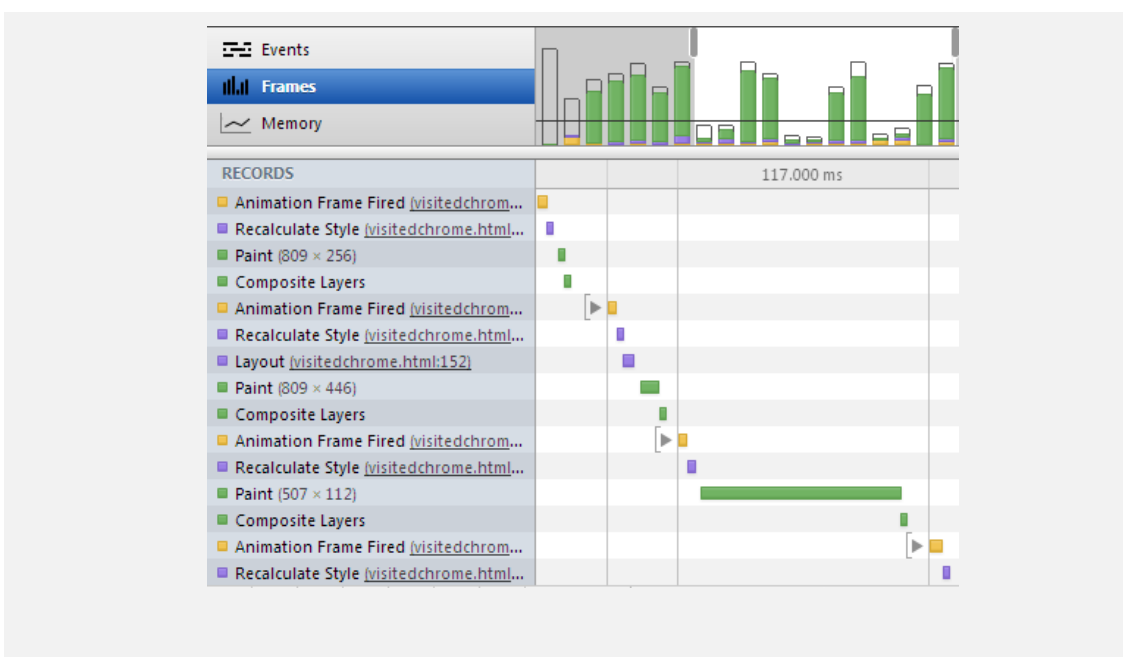 Events
Frames
Memory
RECORDS
117.000 ms
Animation Frame Fired (visitedchrom...
Recalculate Style (visitedchrome.html...
Paint (809 × 256)
Composite Layers
Animation Frame Fired (visitedchrom...
Recalculate Style (visitedchrome.html...
Layout (visitedchrome.html:152)
Paint (809 × 446)
Composite Layers
Animation Frame Fired (visitedchrom...
Recalculate Style (visitedchrome.html...
Paint (507 × 112)
Composite Layers
Animation Frame Fired (visitedchrom...
Recalculate Style (visitedchrome.html...